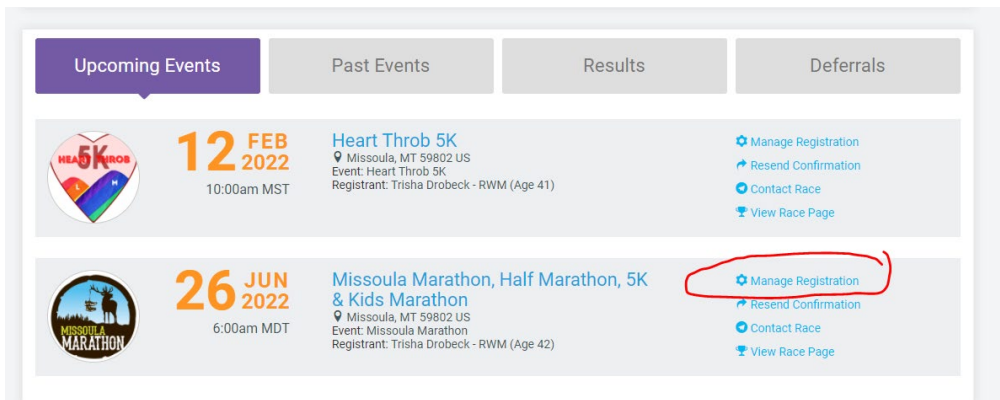 Upcoming Events
Past Events
Results
Deferrals
5K
HEART THROB
12 FEB 2022
10:00am MST
Heart Throb 5K
Missoula, MT 59802 US
Event: Heart Throb 5K
Registrant: Trisha Drobeck - RWM (Age 41)
Manage Registration
Resend Confirmation
Contact Race
View Race Page
MISSOULA
MARATHON
26 JUN 2022
6:00am MDT
Missoula Marathon, Half Marathon, 5K
& Kids Marathon
Missoula, MT 59802 US
Event: Missoula Marathon
Registrant: Trisha Drobeck - RWM (Age 42)
Manage Registration
Resend Confirmation
Contact Race
View Race Page